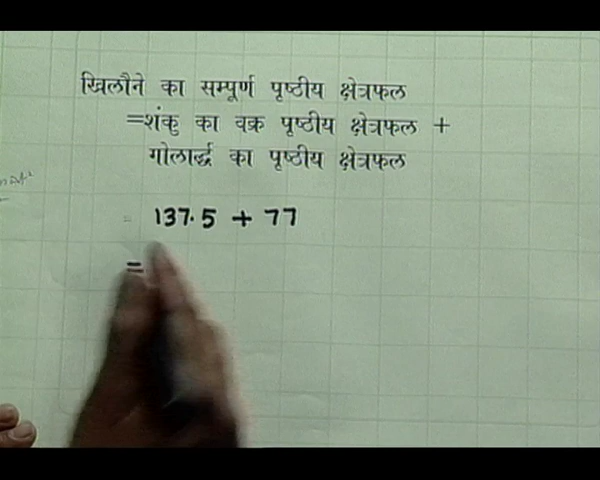 खिलौने का सम्पूर्ण पृष्ठीय क्षेत्रफल
=शंकु का वक्र पृष्ठीय क्षेत्रफल +
गोलार्द्ध का पृष्ठीय क्षेत्रफल
= 137.5 + 77
=